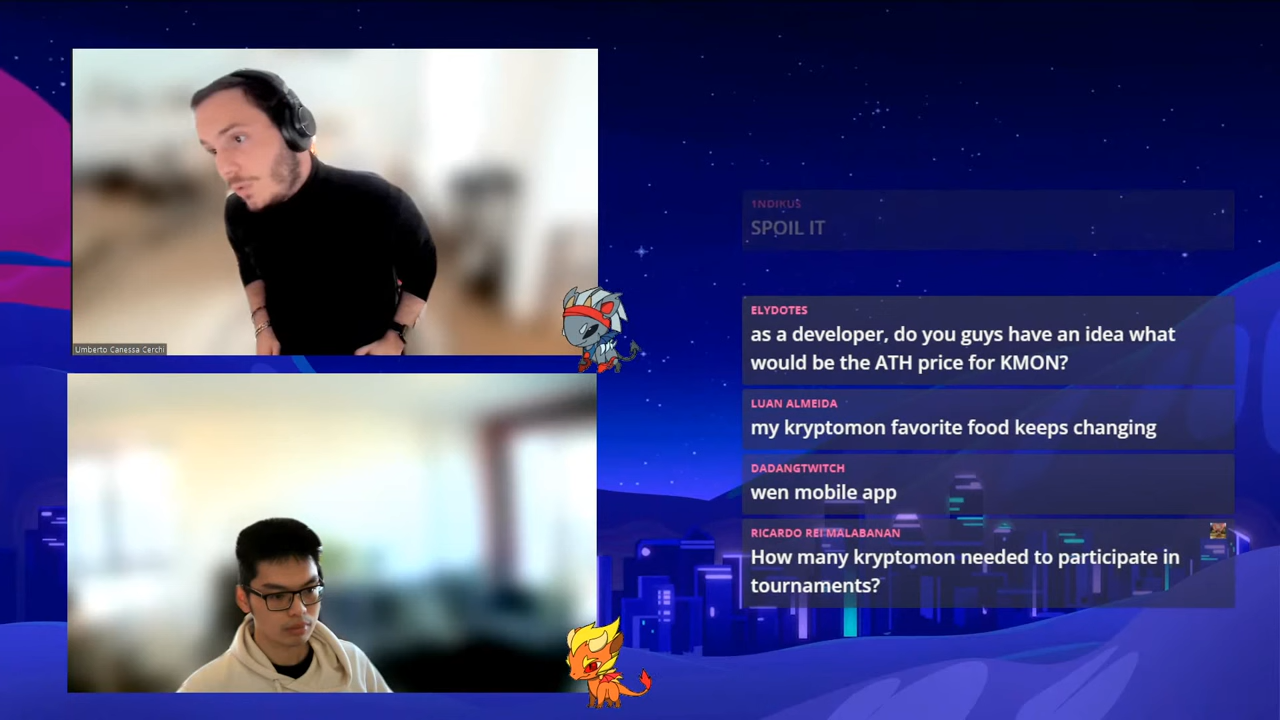 Umberto Canessa Cerchi
1NDIKUS
SPOIL IT
ELYDOTES
as a developer, do you guys have an idea what
would be the ATH price for KMON?
LUAN ALMEIDA
my kryptomon favorite food keeps changing
DADANGTWITCH
wen mobile app
RICARDO REI MALABANAN
How many kryptomon needed to participate in
tournaments?